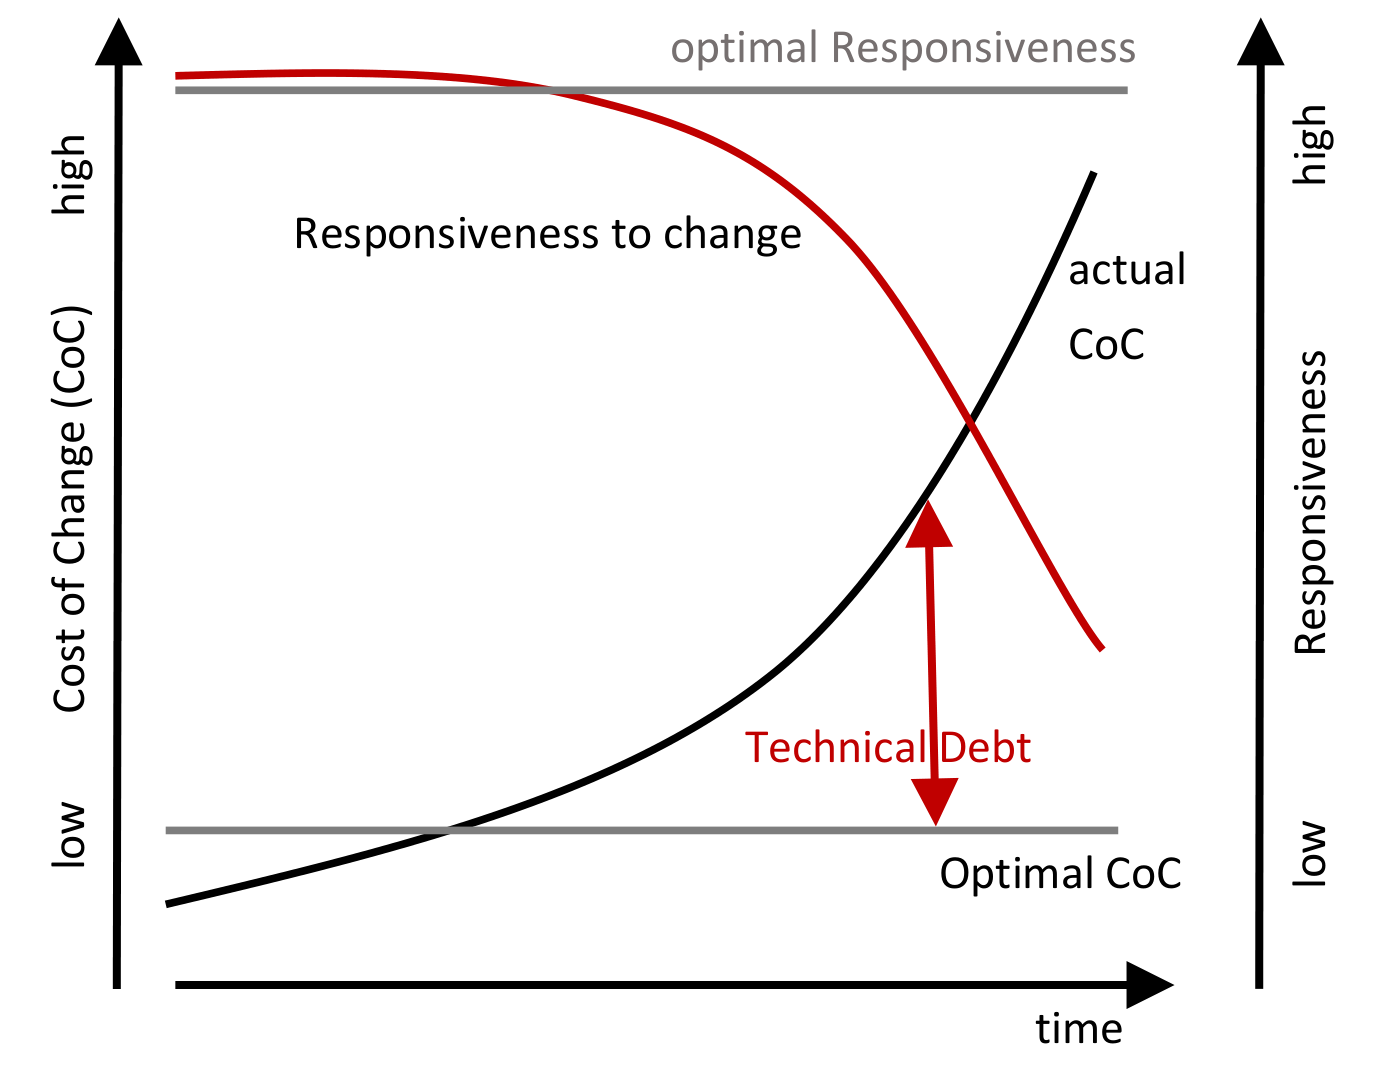 optimal Responsiveness
high
high
Responsiveness to change
actual
CoC
Cost of Change (CoC)
Responsiveness
Technical Debt
low
low
Optimal CoC
time